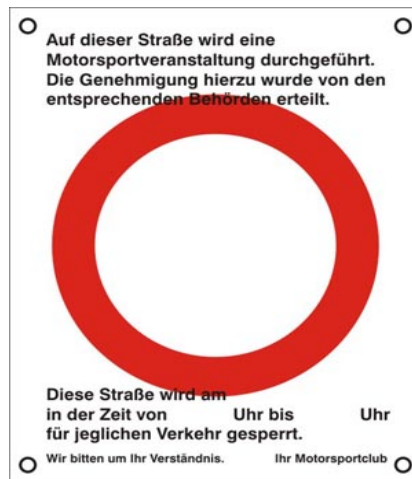 Auf dieser Straße wird eine
Motorsportveranstaltung durchgeführt.
Die Genehmigung hierzu wurde von den
entsprechenden Behörden erteilt.
Diese Straße wird am
in der Zeit von Uhr bis Uhr
für jeglichen Verkehr gesperrt.
Wir bitten um Ihr Verständnis. Ihr Motorsportclub